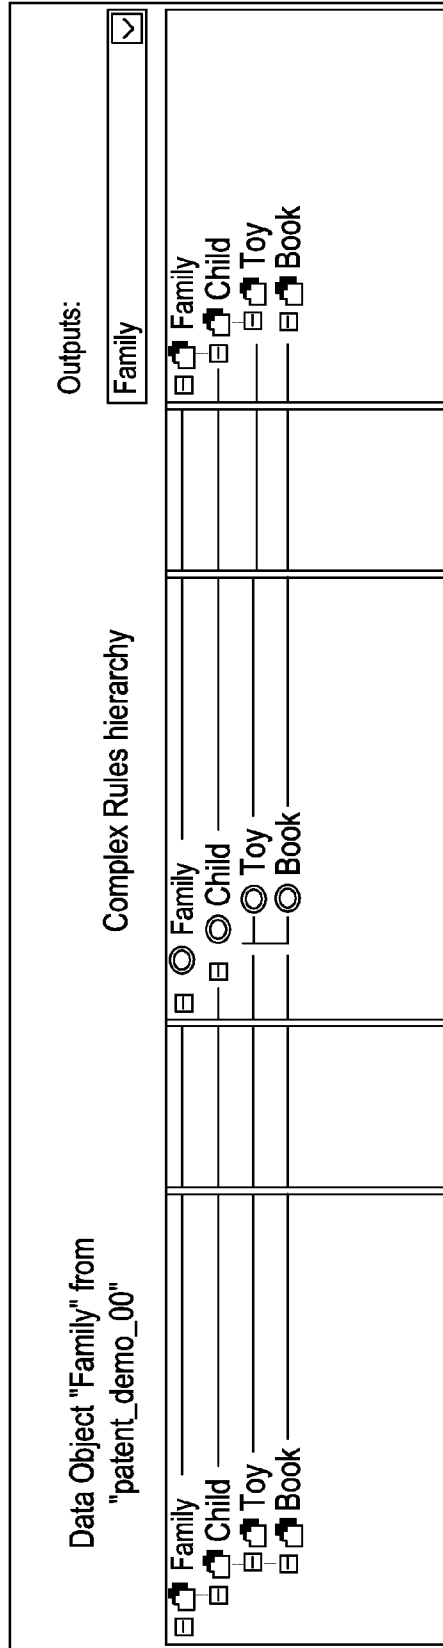 Data Object "Family" from
"patent_demo_00"
Complex Rules hierarchy
Outputs:
Family
Family
Child
Toy
Book
Family
Child
Toy
Book
Family
Child
Toy
Book